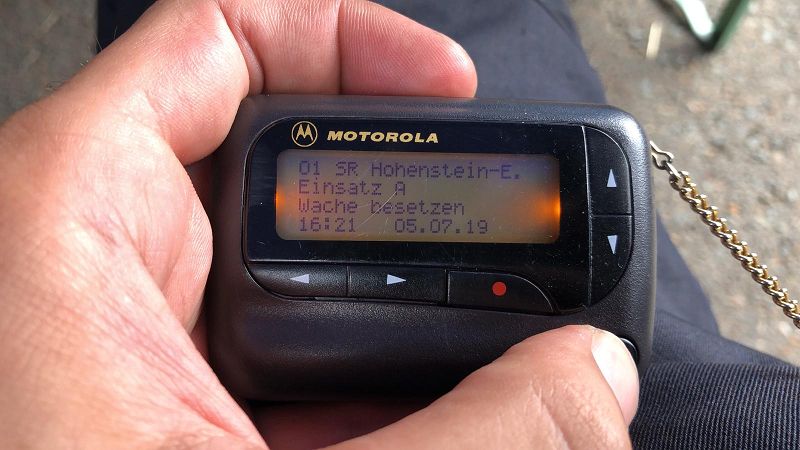 MOTOROLA
01 SR Hohenstein-E.
Einsatz A
Wache besetzen
16:21 05.07.19